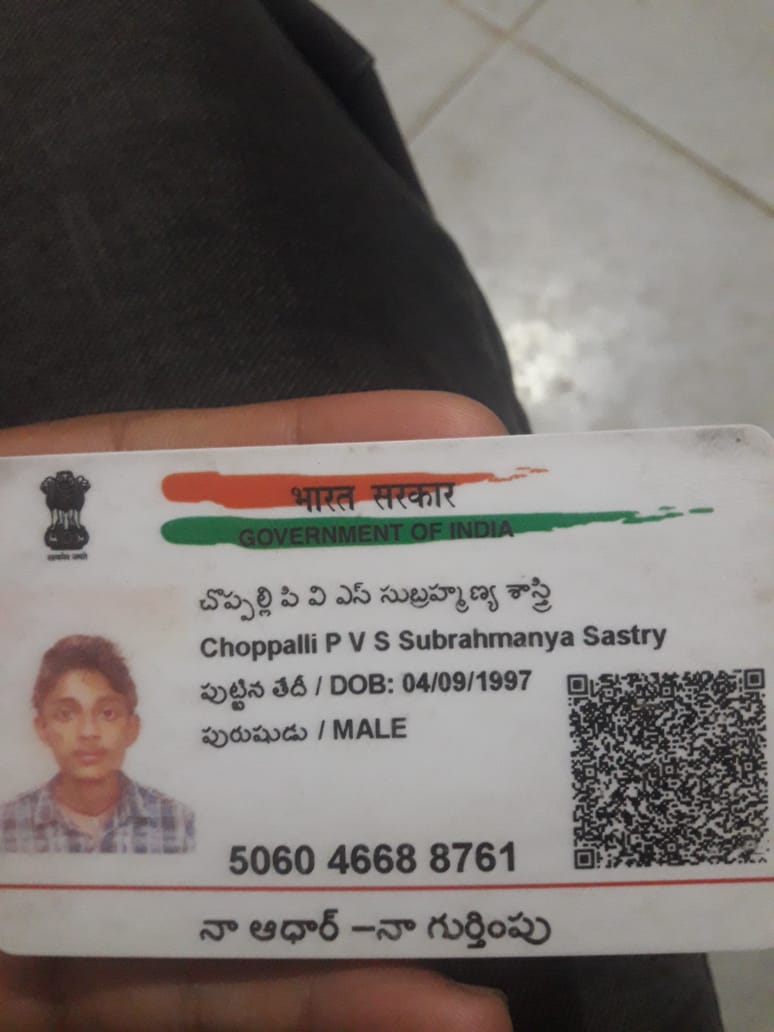 भारत सरकार
GOVERNMENT OF INDIA
చొప్పల్లి పి వి ఎస్ సుబ్రహ్మణ్య శాస్త్రి
Choppalli P V S Subrahmanya Sastry
పుట్టిన తేదీ / DOB: 04/09/1997
పురుషుడు / MALE
5060 4668 8761
నా ఆధార్ –నా గుర్తింపు